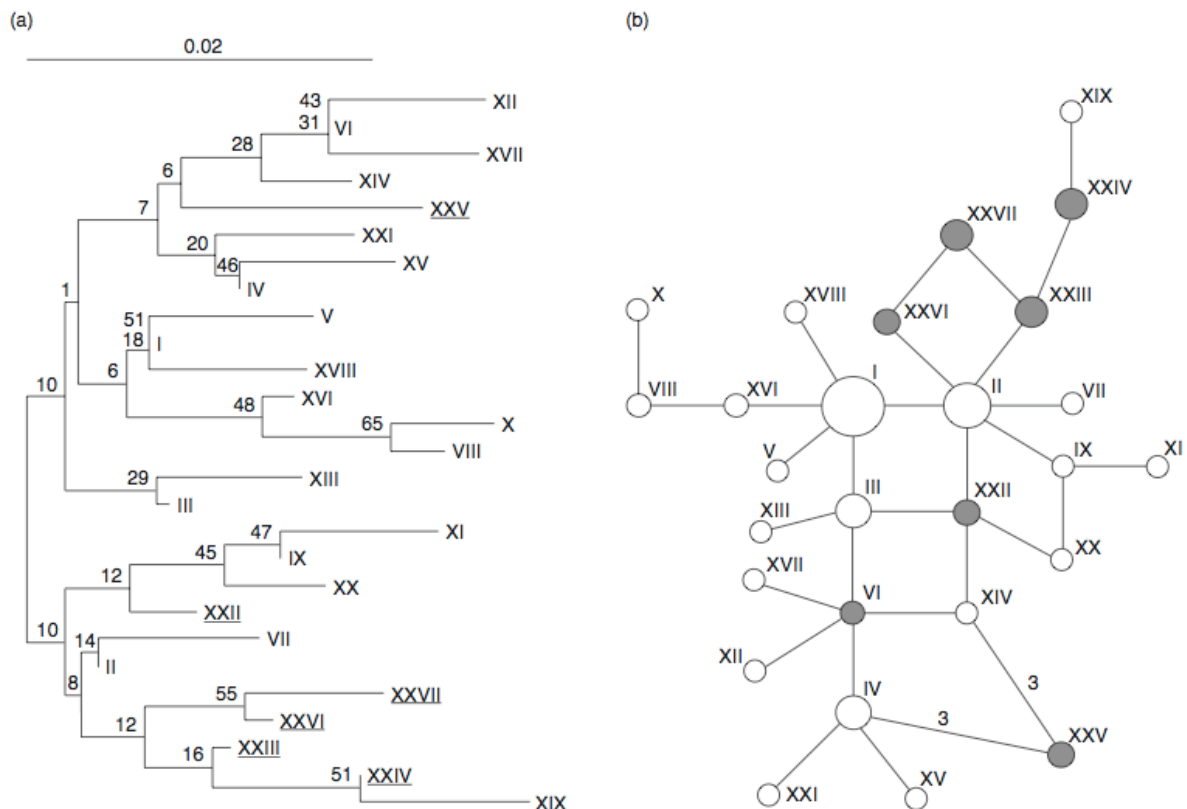 (a)
0.02
43
XII
31
VI
28
XVII
6
XIV
7
XXV
20
XXI
46
XV
IV
1
51
V
18
I
XVIII
6
10
48
XVI
65
X
VIII
29
XIII
III
47
XI
45
IX
12
XX
XXII
10
14
VII
II
8
55
XXVII
12
XXVI
16
XXIII
51
XXIV
XIX
(b)
XIX
XXIV
XXVII
XXIII
XXVI
X
XVIII
I
II
VIII
XVI
VII
V
IX
XI
III
XXII
XIII
XX
XVII
VI
XIV
XII
3
IV
3
XXV
XXI
XV